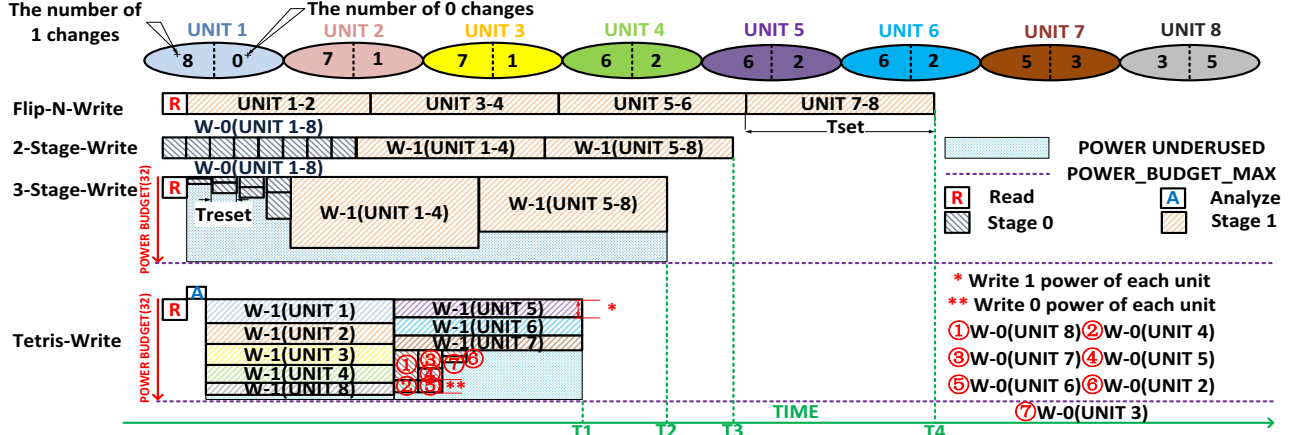 The number of
1 changes
The number of 0 changes
UNIT 1
UNIT 2
UNIT 3
UNIT 4
UNIT 5
UNIT 6
UNIT 7
UNIT 8
8 0
7 1
7 1
6 2
6 2
6 2
5 3
3 5
Flip-N-Write
R
UNIT 1-2
UNIT 3-4
UNIT 5-6
UNIT 7-8
Tset
W-0(UNIT 1-8)
2-Stage-Write
W-1(UNIT 1-4)
W-1(UNIT 5-8)
W-0(UNIT 1-8)
3-Stage-Write
POWER BUDGET(32)
R
Treset
W-1(UNIT 1-4)
W-1(UNIT 5-8)
POWER UNDERUSED
POWER_BUDGET_MAX
R Read
A Analyze
Stage 0
Stage 1
Tetris-Write
POWER BUDGET(32)
R
A
W-1(UNIT 1)
W-1(UNIT 2)
W-1(UNIT 3)
W-1(UNIT 4)
W-1(UNIT 8)
W-1(UNIT 5)
W-1(UNIT 6)
W-1(UNIT 7)
*
① ③ ⑦ ⑥
④
② ⑤ **
* Write 1 power of each unit
** Write 0 power of each unit
①W-0(UNIT 8) ②W-0(UNIT 4)
③W-0(UNIT 7) ④W-0(UNIT 5)
⑤W-0(UNIT 6) ⑥W-0(UNIT 2)
⑦W-0(UNIT 3)
TIME
T1 T2 T3 T4